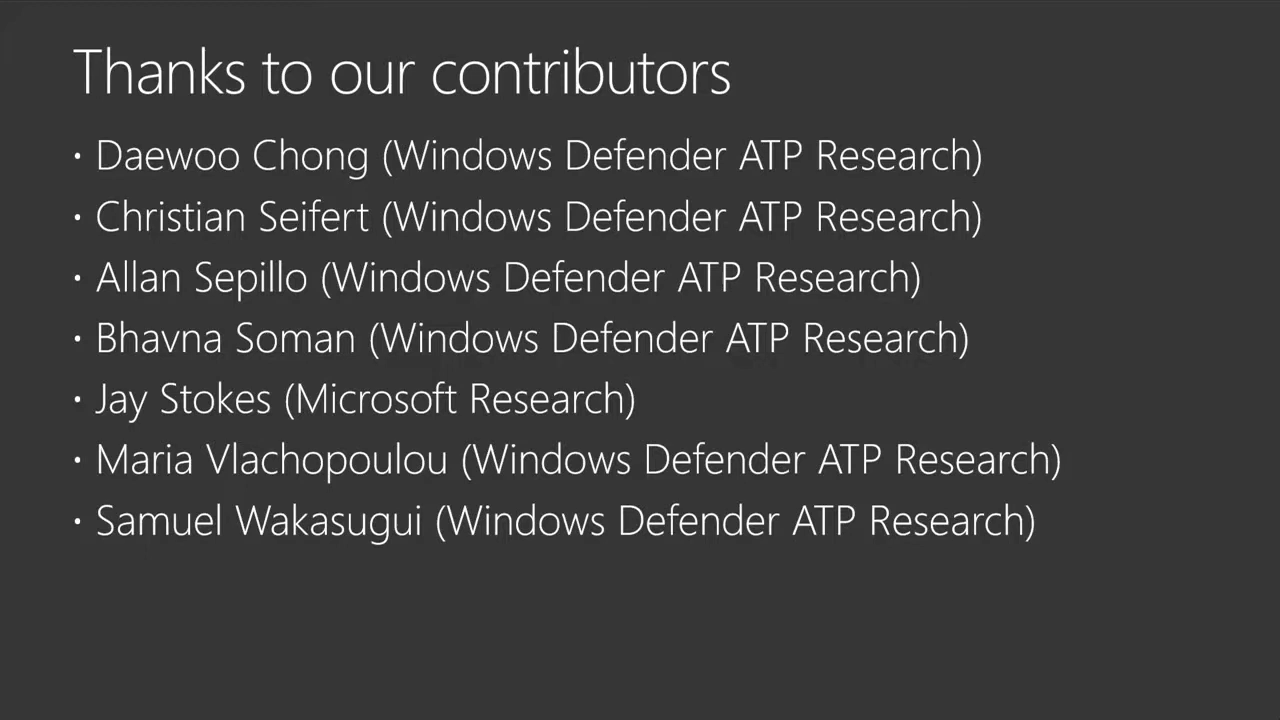 Thanks to our contributors
• Daewoo Chong (Windows Defender ATP Research)
• Christian Seifert (Windows Defender ATP Research)
• Allan Sepillo (Windows Defender ATP Research)
• Bhavna Soman (Windows Defender ATP Research)
• Jay Stokes (Microsoft Research)
• Maria Vlachopoulou (Windows Defender ATP Research)
• Samuel Wakasugui (Windows Defender ATP Research)